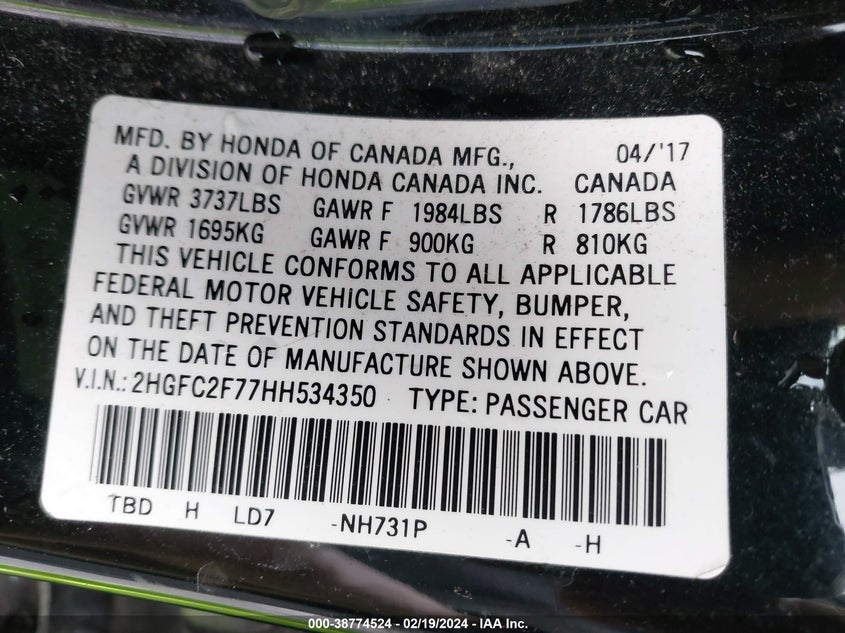 MFD. BY HONDA OF CANADA MFG., 04/'17
A DIVISION OF HONDA CANADA INC. CANADA
GVWR 3737LBS GAWR F 1984LBS R 1786LBS
GVWR 1695KG GAWR F 900KG R 810KG
THIS VEHICLE CONFORMS TO ALL APPLICABLE
FEDERAL MOTOR VEHICLE SAFETY, BUMPER,
AND THEFT PREVENTION STANDARDS IN EFFECT
ON THE DATE OF MANUFACTURE SHOWN ABOVE.
V.I.N.: 2HGFC2F77HH534350 TYPE: PASSENGER CAR
TBD H LD7 -NH731P -A -H
000-38774524 - 02/19/2024 - IAA Inc.